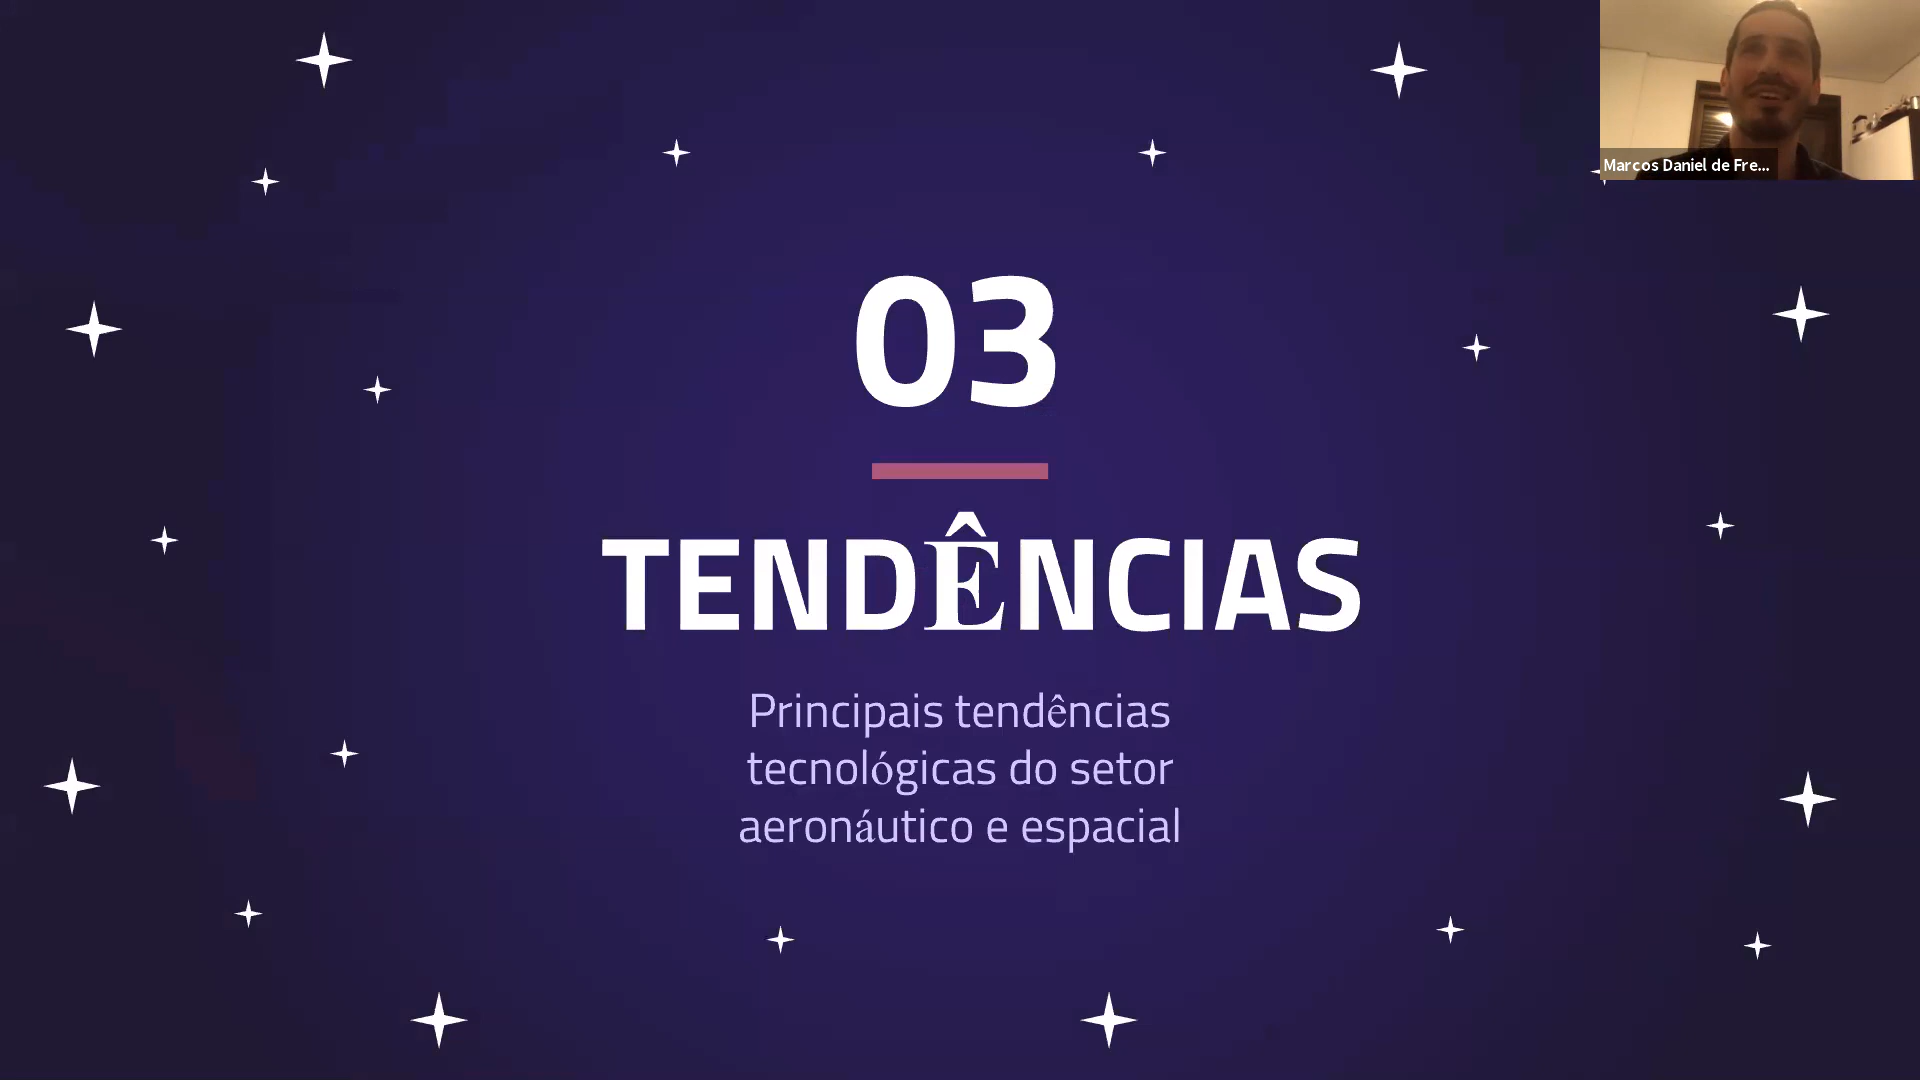 Marcos Daniel de Fre...
03
TENDÊNCIAS
Principais tendências
tecnológicas do setor
aeronáutico e espacial